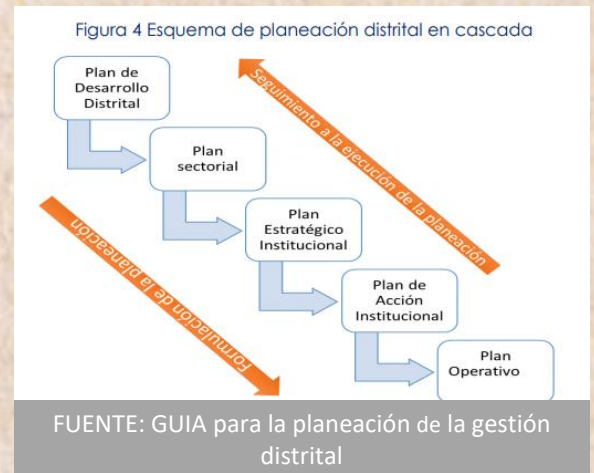 Figura 4 Esquema de planeación distrital en cascada
Plan de
Desarrollo
Distrital
Seguimiento a la ejecución de la planeación
Plan
sectorial
Plan
Estratégico
Institucional
Formulación de la planeación
Plan de
Acción
Institucional
Plan
Operativo
FUENTE: GUIA para la planeación de la gestión
distrital